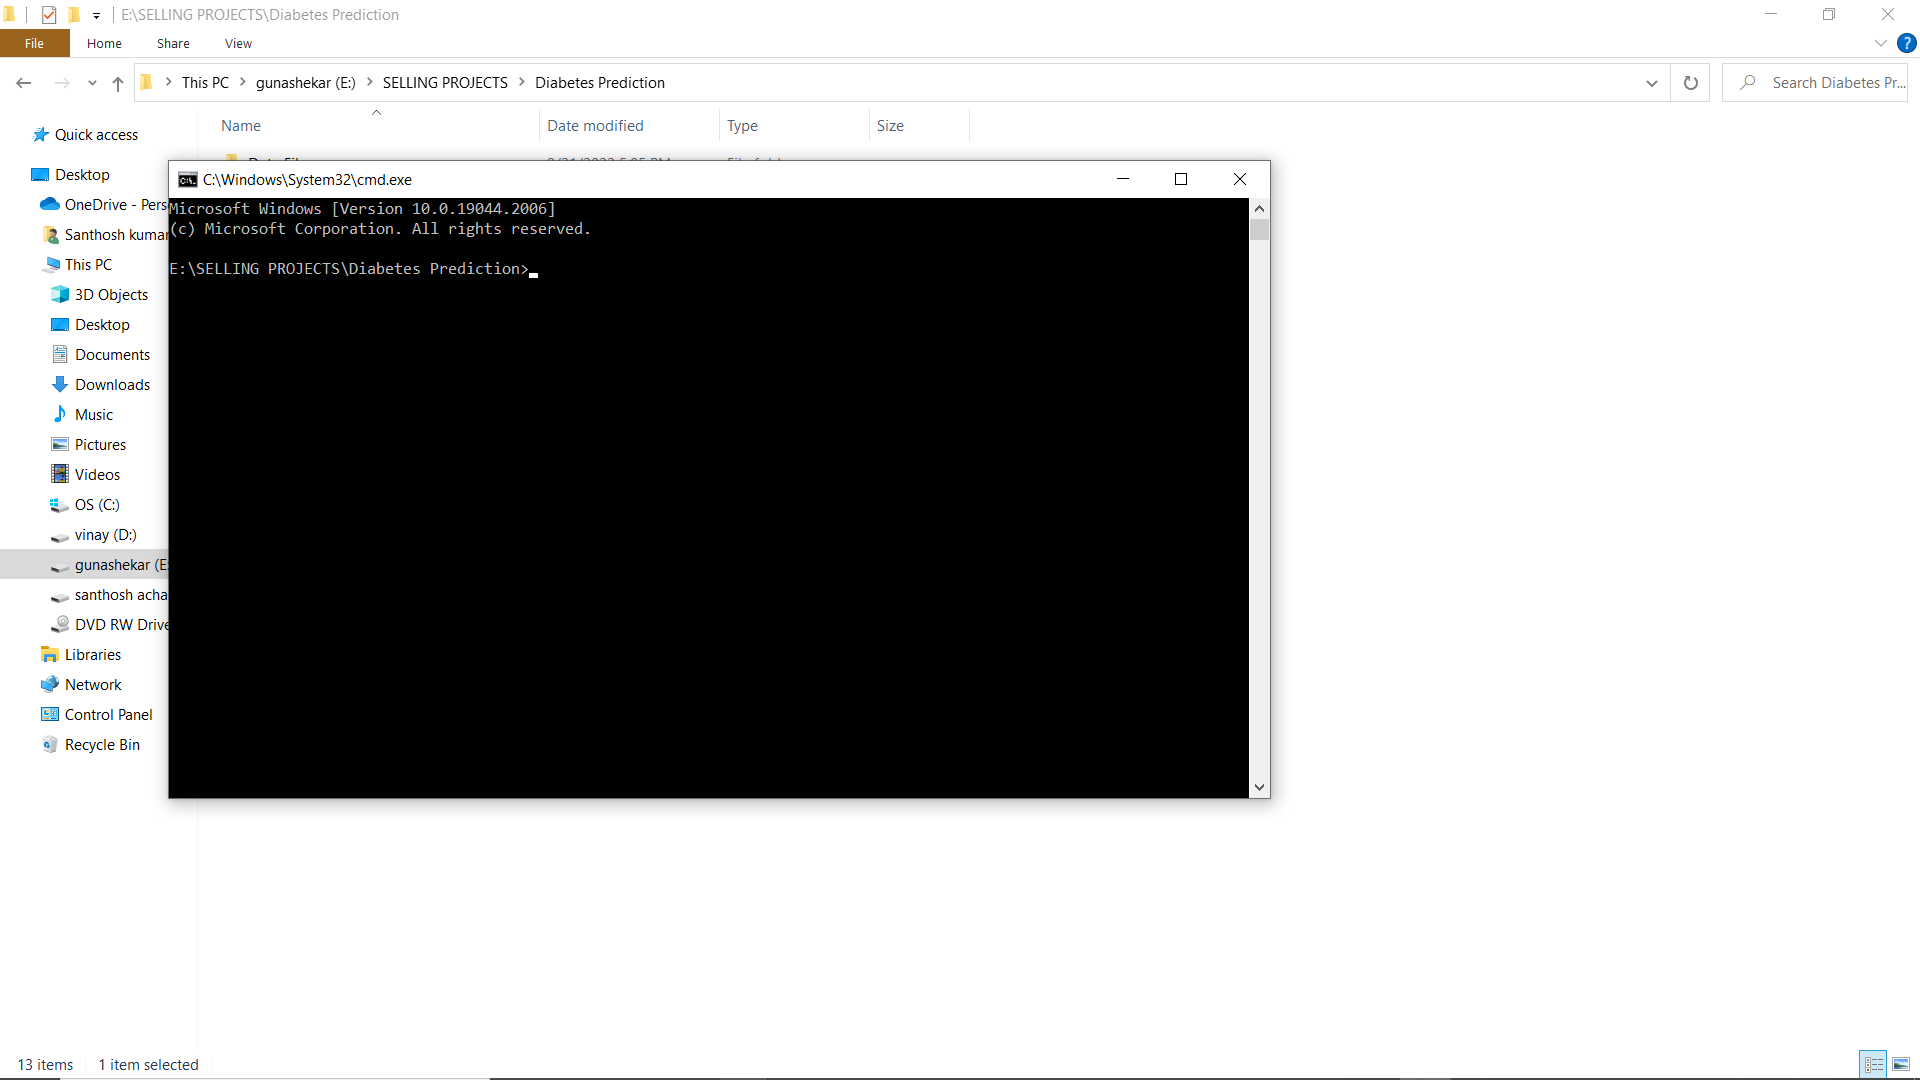 E:\SELLING PROJECTS\Diabetes Prediction
File Home Share View
This PC > gunashekar (E:) > SELLING PROJECTS > Diabetes Prediction
Search Diabetes Pr...
Name Date modified Type Size
Quick access
Desktop
OneDrive - Pers
Santhosh kumar
This PC
3D Objects
Desktop
Documents
Downloads
Music
Pictures
Videos
OS (C:)
vinay (D:)
gunashekar (E:
santhosh acha
DVD RW Drive
Libraries
Network
Control Panel
Recycle Bin
C:\Windows\System32\cmd.exe
Microsoft Windows [Version 10.0.19044.2006]
(c) Microsoft Corporation. All rights reserved.
E:\SELLING PROJECTS\Diabetes Prediction>
13 items 1 item selected